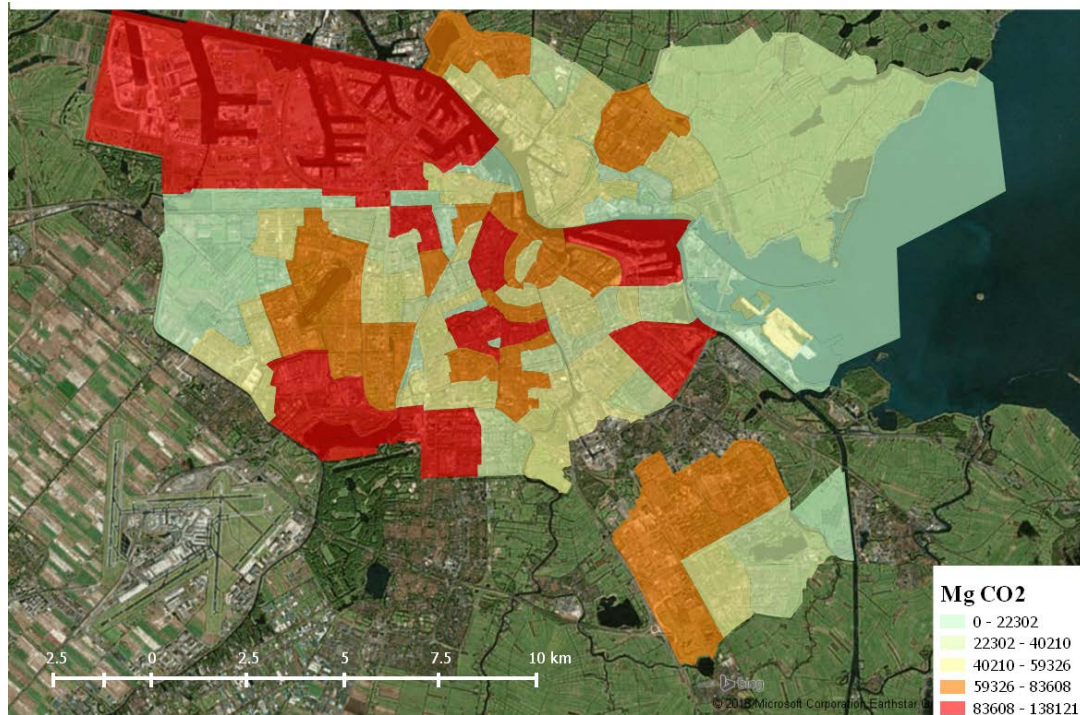 Mg CO2
0 - 22302
22302 - 40210
40210 - 59326
59326 - 83608
83608 - 138121
2.5 0 2.5 5 7.5 10 km
bing
Microsoft Corporation Earthstar